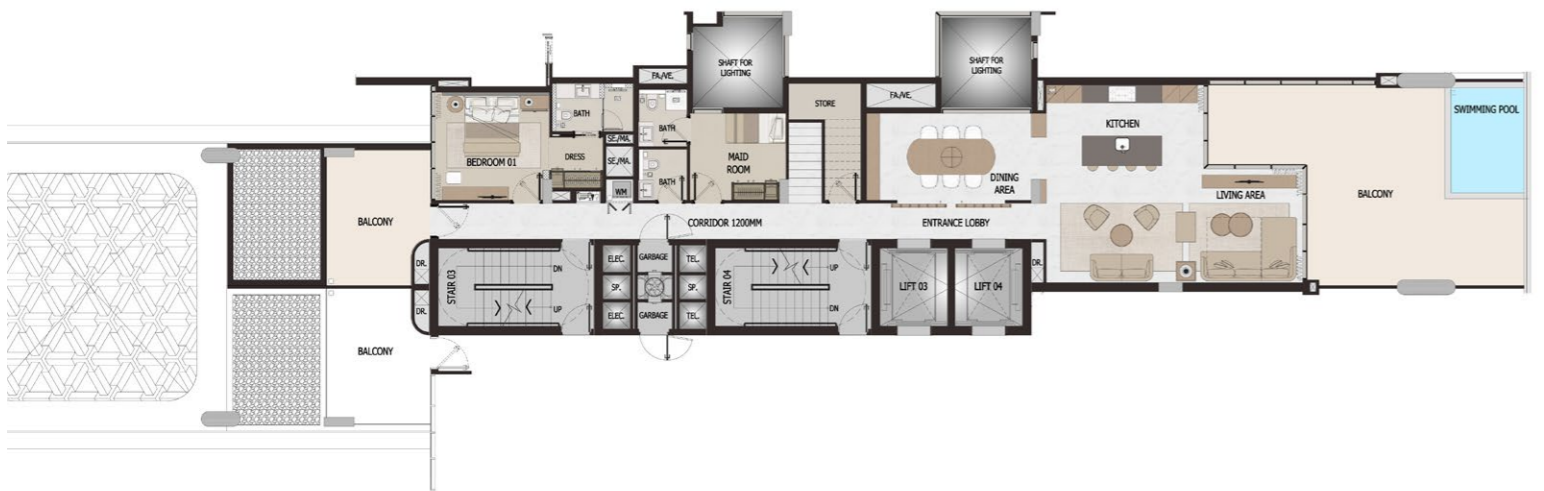 SHAFT FOR
LIGHTING
SHAFT FOR
LIGHTING
FA./VE.
FA./VE.
STORE
SWIMMING POOL
BATH
BATH
KITCHEN
SE./MA.
BEDROOM 01
DRESS
SE./MA.
BATH
MAID
ROOM
DINING
AREA
WM
LIVING AREA
BALCONY
BALCONY
CORRIDOR 1200MM
ENTRANCE LOBBY
DR.
STAIR 03
DN
UP
ELEC.
GARBAGE
TEL.
SP.
SP.
ELEC.
GARBAGE
TEL.
STAIR 04
UP
DN
LIFT 03
LIFT 04
DR.
DR.
BALCONY